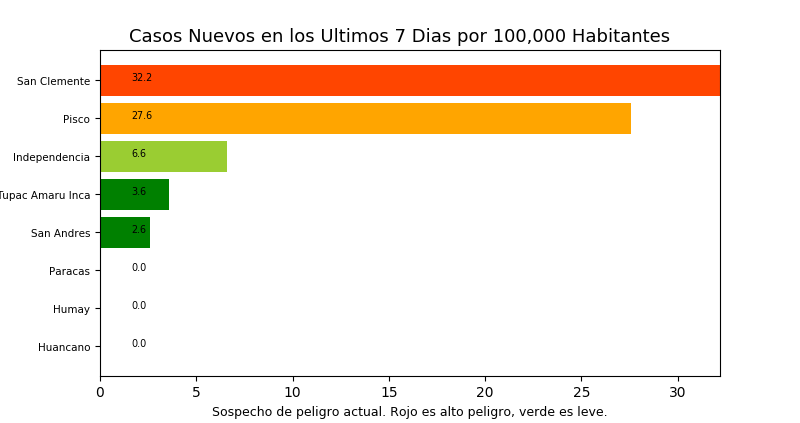 Casos Nuevos en los Ultimos 7 Dias por 100,000 Habitantes
San Clemente 32.2
Pisco 27.6
Independencia 6.6
Tupac Amaru Inca 3.6
San Andres 2.6
Paracas 0.0
Humay 0.0
Huancano 0.0
0 5 10 15 20 25 30
Sospecho de peligro actual. Rojo es alto peligro, verde es leve.